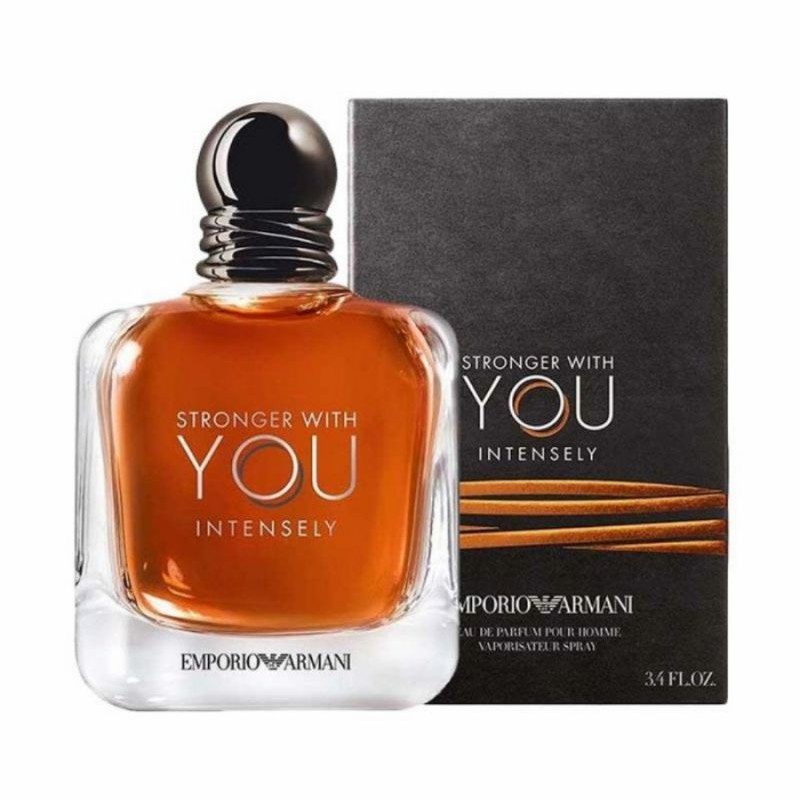 STRONGER WITH
YOU
INTENSELY
EMPORIO ARMANI
STRONGER WITH
YOU
INTENSELY
MPORIO ARMANI
EAU DE PARFUM POUR HOMME
VAPORISATEUR SPRAY
3.4 FL.OZ.